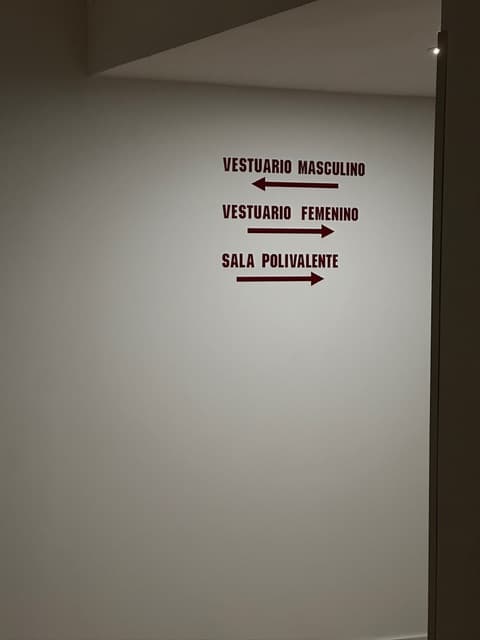 VESTUARIO MASCULINO
VESTUARIO FEMENINO
SALA POLIVALENTE